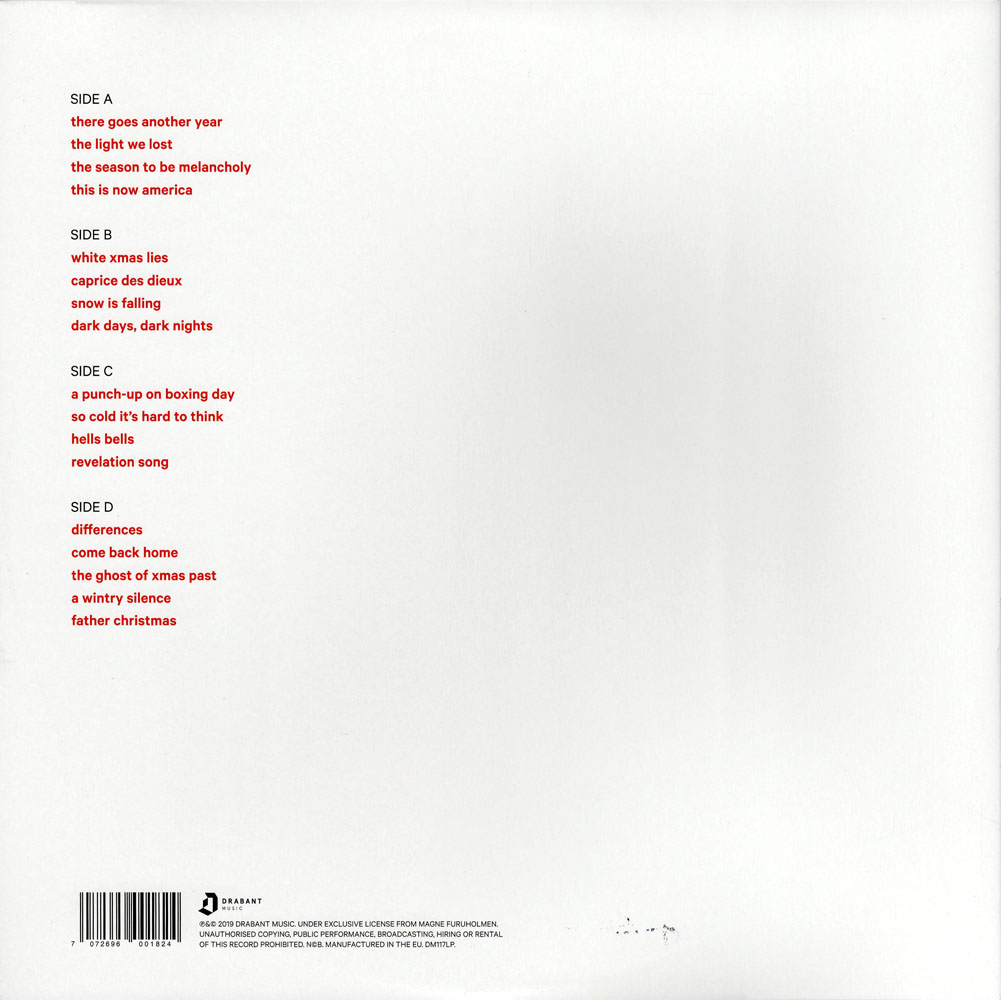 SIDE A
there goes another year
the light we lost
the season to be melancholy
this is now america
SIDE B
white xmas lies
caprice des dieux
snow is falling
dark days, dark nights
SIDE C
a punch-up on boxing day
so cold it's hard to think
hells bells
revelation song
SIDE D
differences
come back home
the ghost of xmas past
a wintry silence
father christmas
DRABANT
MUSIC
℗&© 2019 DRABANT MUSIC. UNDER EXCLUSIVE LICENSE FROM MAGNE FURUHOLMEN.
UNAUTHORISED COPYING, PUBLIC PERFORMANCE, BROADCASTING, HIRING OR RENTAL
OF THIS RECORD PROHIBITED. N©B. MANUFACTURED IN THE EU. DM117LP.
7 072696 001824